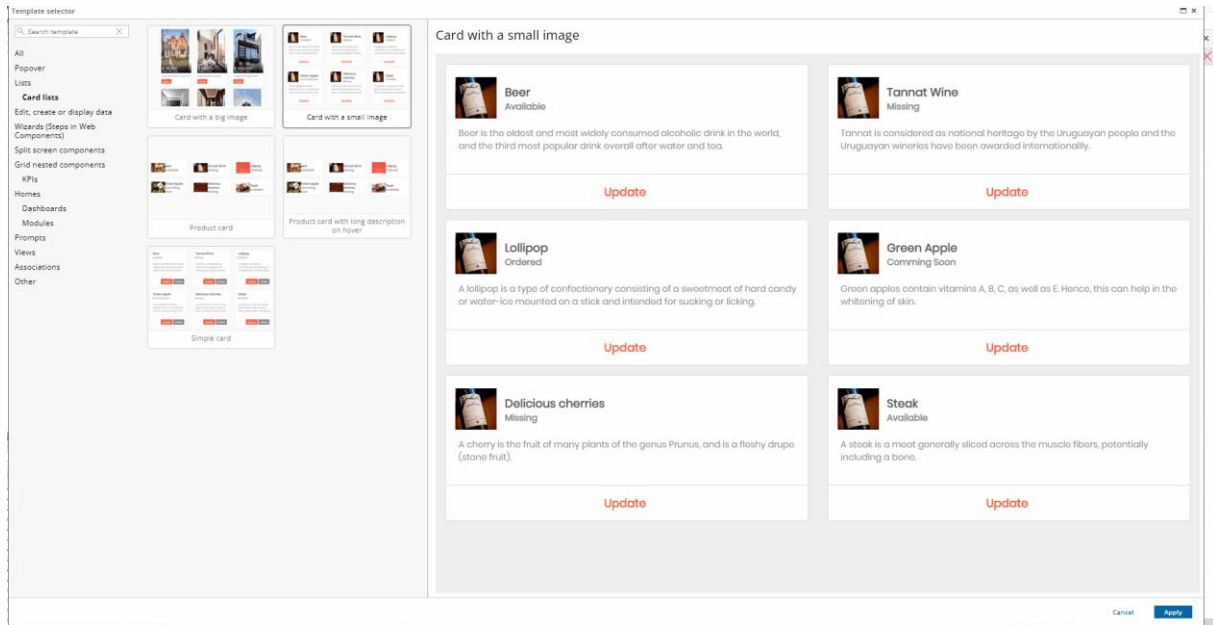 Template selector
Search template
All
Popover
Lists
Card lists
Edit, create or display data
Wizards (Steps in Web
Components)
Split screen components
Grid nested components
KPIs
Homes
Dashboards
Modules
Prompts
Views
Associations
Other
Card with a big image
Card with a small image
Product card
Product card with long description
on hover
Simple card
Card with a small image
Beer
Available
Beer is the oldest and most widely consumed alcoholic drink in the world,
and the third most popular drink overall after water and tea.
Update
Tannat Wine
Missing
Tannat is considered as national heritage by the Uruguayan people and the
Uruguayan wineries have been awarded internationallly.
Update
Lollipop
Ordered
A lollipop is a type of confectionery consisting of a sweetmeat of hard candy
or water-ice mounted on a stick and intended for sucking or licking.
Update
Green Apple
Comming Soon
Green apples contain vitamins A, B, C, as well as E. Hence, this can help in the
whitening of skin.
Update
Delicious cherries
Missing
A cherry is the fruit of many plants of the genus Prunus, and is a fleshy drupe
(stone fruit).
Update
Steak
Available
A steak is a meat generally sliced across the muscle fibers, potentially
including a bone.
Update
Cancel
Apply